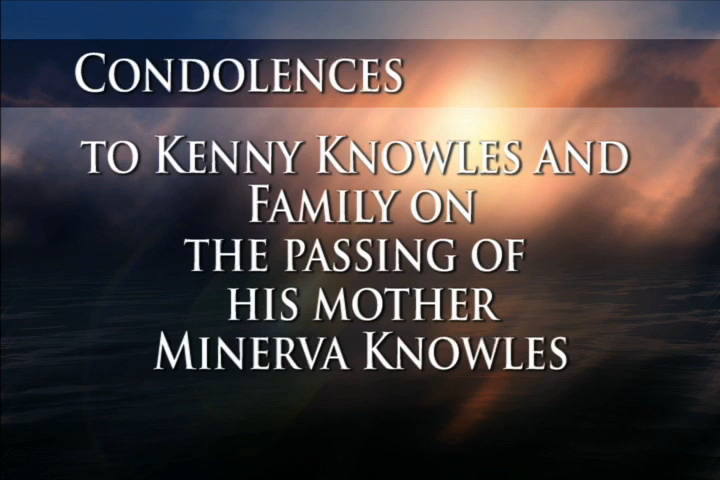 Condolences
to Kenny Knowles and
Family on
the passing of
his mother
Minerva Knowles